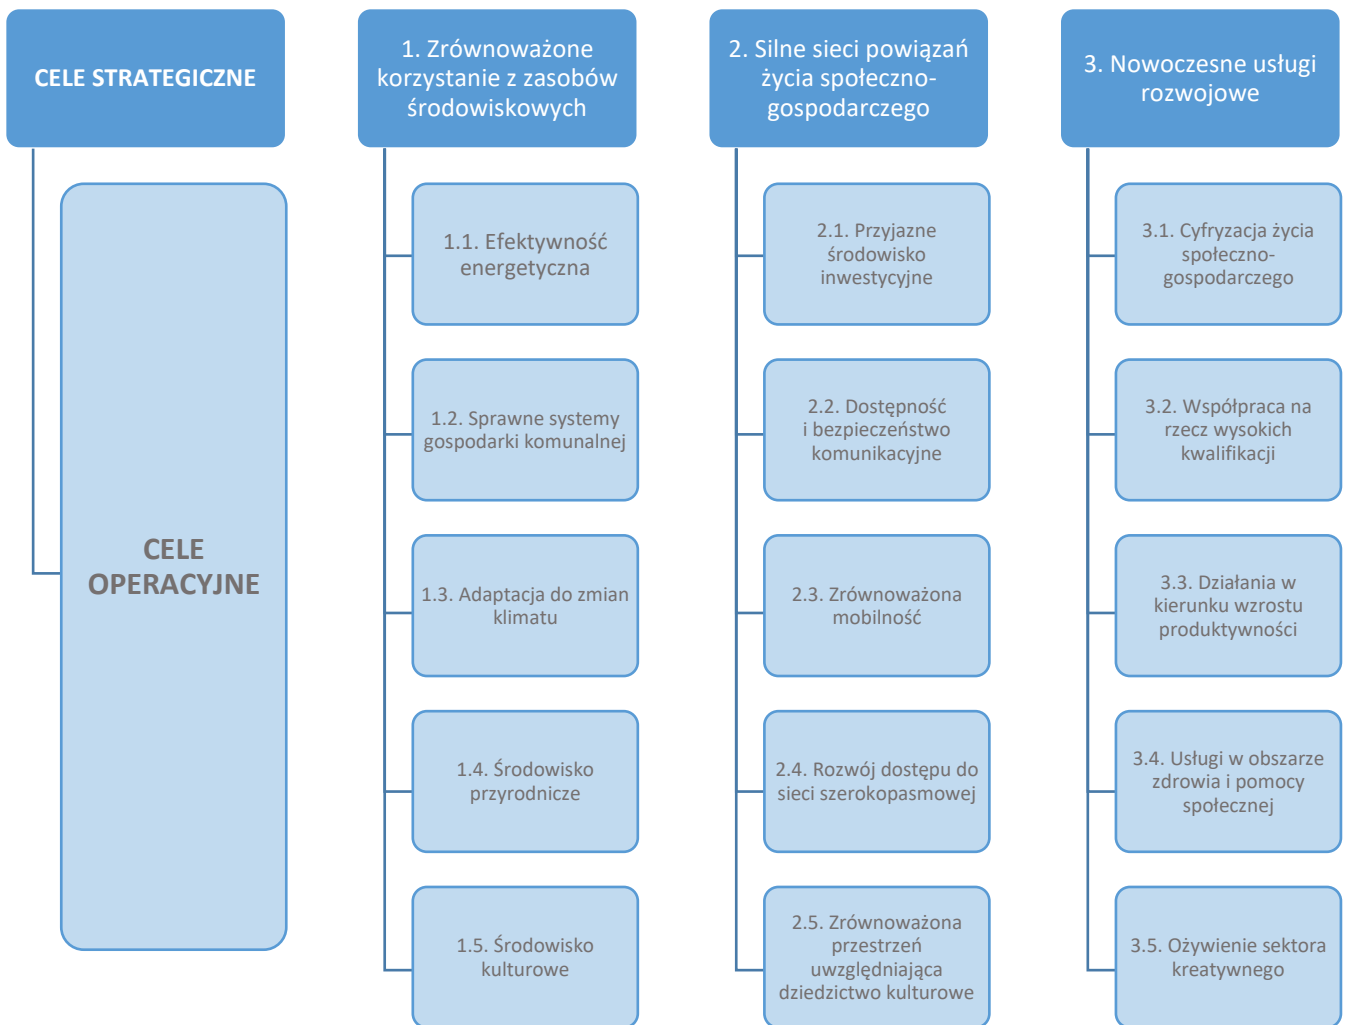 CELE STRATEGICZNE
CELE
OPERACYJNE
1. Zrównoważone
korzystanie z zasobów
środowiskowych
1.1. Efektywność
energetyczna
1.2. Sprawne systemy
gospodarki komunalnej
1.3. Adaptacja do zmian
klimatu
1.4. Środowisko
przyrodnicze
1.5. Środowisko
kulturowe
2. Silne sieci powiązań
życia społeczno-
gospodarczego
2.1. Przyjazne
środowisko
inwestycyjne
2.2. Dostępność
i bezpieczeństwo
komunikacyjne
2.3. Zrównoważona
mobilność
2.4. Rozwój dostępu do
sieci szerokopasmowej
2.5. Zrównoważona
przestrzeń
uwzględniająca
dziedzictwo kulturowe
3. Nowoczesne usługi
rozwojowe
3.1. Cyfryzacja życia
społeczno-
gospodarczego
3.2. Współpraca na
rzecz wysokich
kwalifikacji
3.3. Działania w
kierunku wzrostu
produktywności
3.4. Usługi w obszarze
zdrowia i pomocy
społecznej
3.5. Ożywienie sektora
kreatywnego